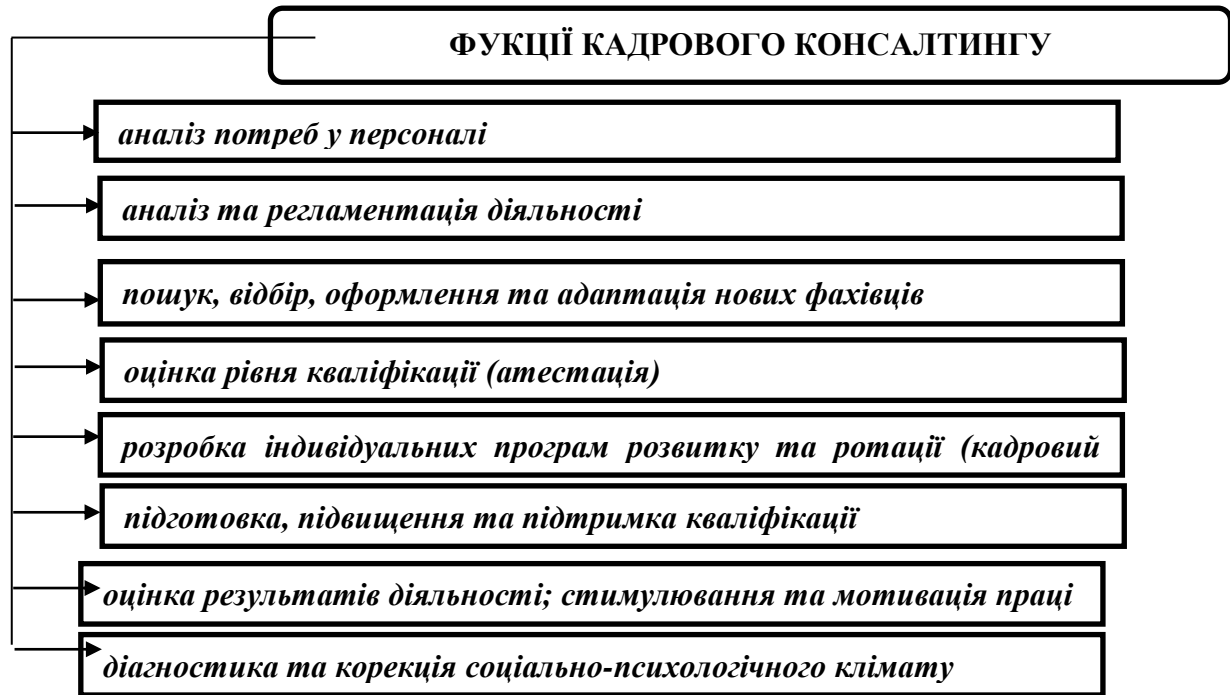 ФУКЦІЇ КАДРОВОГО КОНСАЛТИНГУ
аналіз потреб у персоналі
аналіз та регламентація діяльності
пошук, відбір, оформлення та адаптація нових фахівців
оцінка рівня кваліфікації (атестація)
розробка індивідуальних програм розвитку та ротації (кадровий
підготовка, підвищення та підтримка кваліфікації
оцінка результатів діяльності; стимулювання та мотивація праці
діагностика та корекція соціально-психологічного клімату